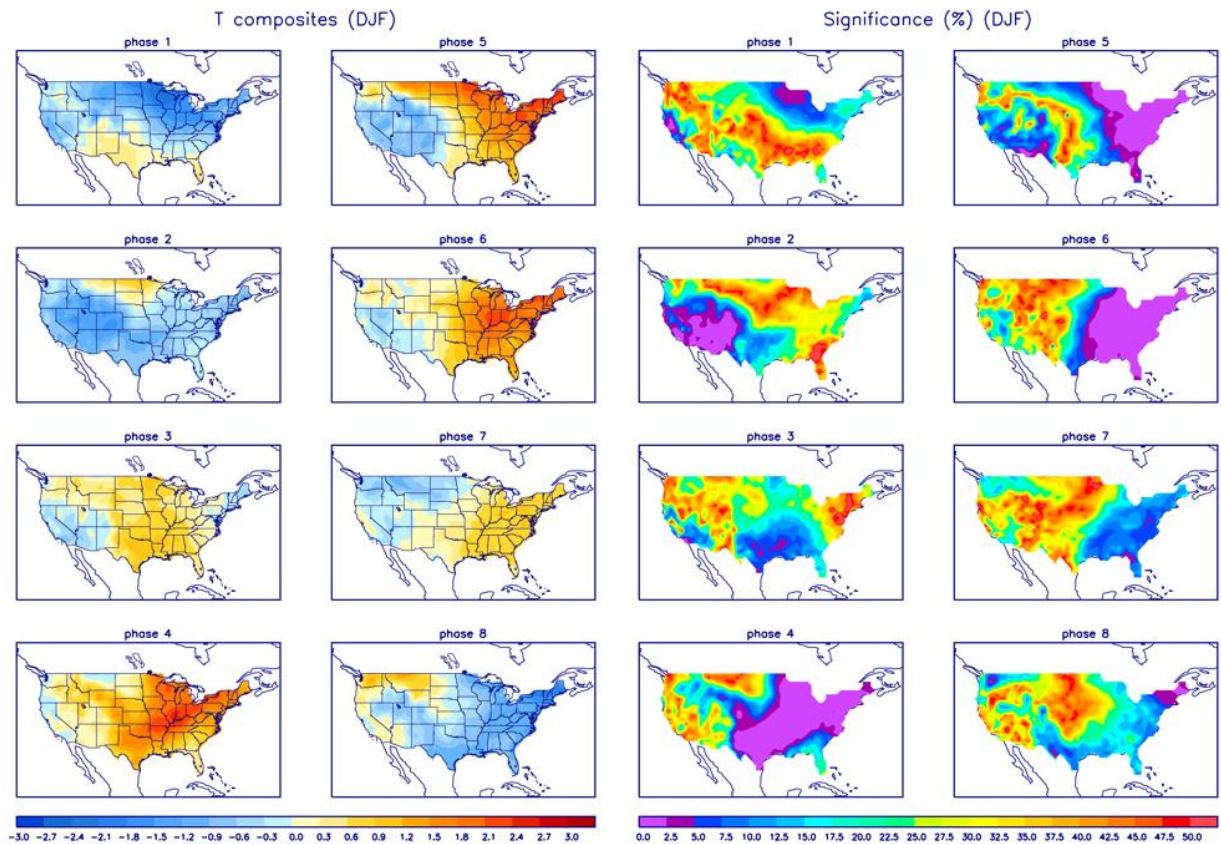 T composites (DJF)
Significance (%) (DJF)
phase 1
phase 5
phase 1
phase 5
phase 2
phase 6
phase 2
phase 6
phase 3
phase 7
phase 3
phase 7
phase 4
phase 8
phase 4
phase 8
-3.0 -2.7 -2.4 -2.1 -1.8 -1.5 -1.2 -0.9 -0.6 -0.3 0.0 0.3 0.6 0.9 1.2 1.5 1.8 2.1 2.4 2.7 3.0
0.0 2.5 5.0 7.5 10.0 12.5 15.0 17.5 20.0 22.5 25.0 27.5 30.0 32.5 35.0 37.5 40.0 42.5 45.0 47.5 50.0